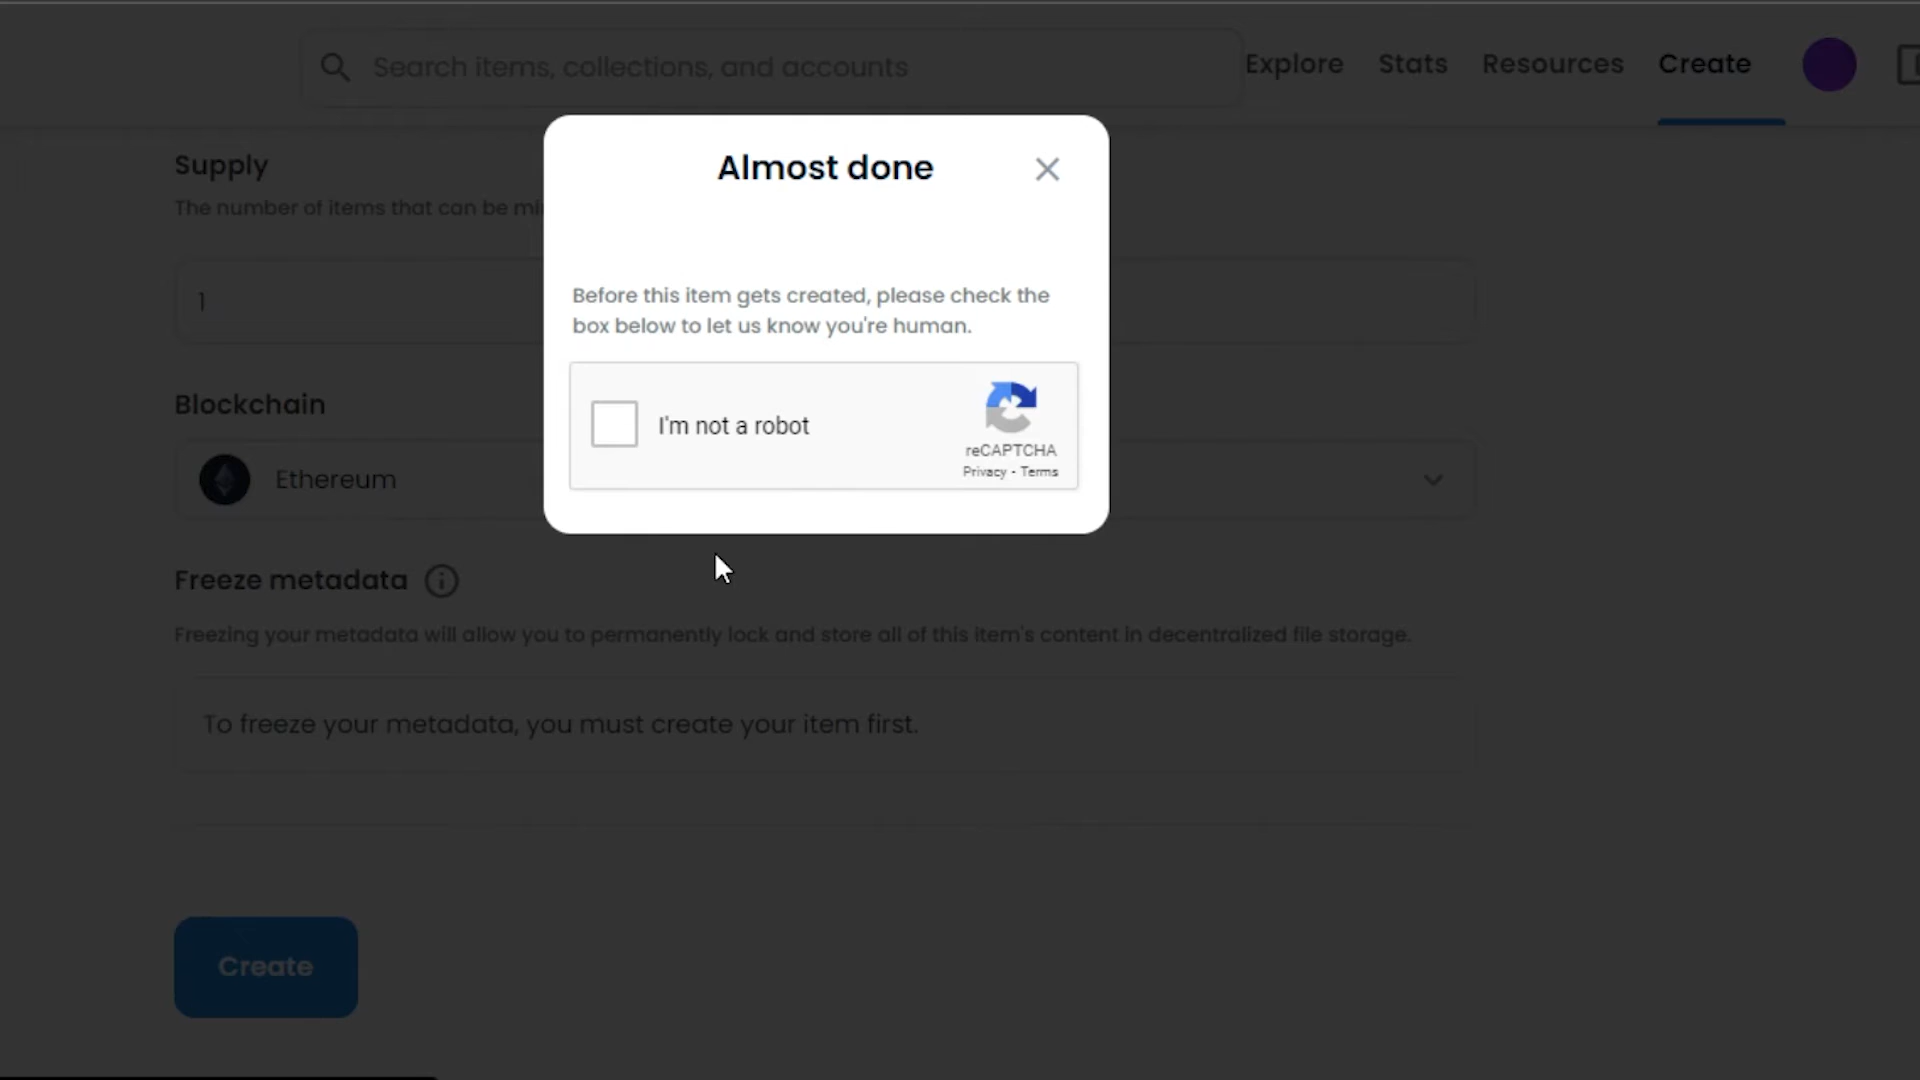 Search items, collections, and accounts
Explore
Stats
Resources
Create
Almost done
Supply
The number of items that can be
Before this item gets created, please check the
box below to let us know you're human.
1
I'm not a robot
reCAPTCHA
Privacy - Terms
Blockchain
Ethereum
Freeze metadata
Freezing your metadata will allow you to permanently lock and store all of this item's content in decentralized file storage.
To freeze your metadata, you must create your item first.
Create